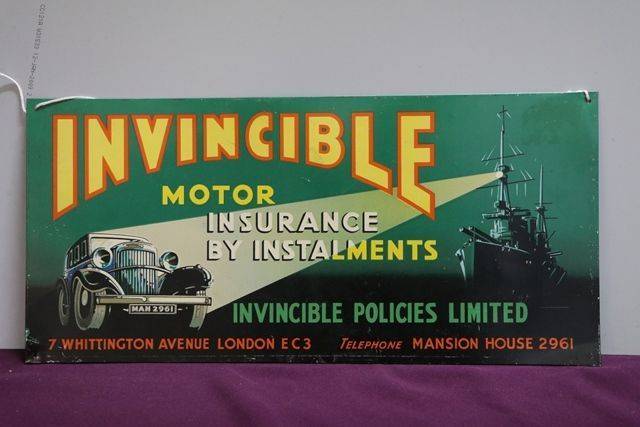 INVINCIBLE
MOTOR
INSURANCE
BY INSTALMENTS
INVINCIBLE POLICIES LIMITED
MAN 2961
7 WHITTINGTON AVENUE LONDON EC3 TELEPHONE MANSION HOUSE 2961